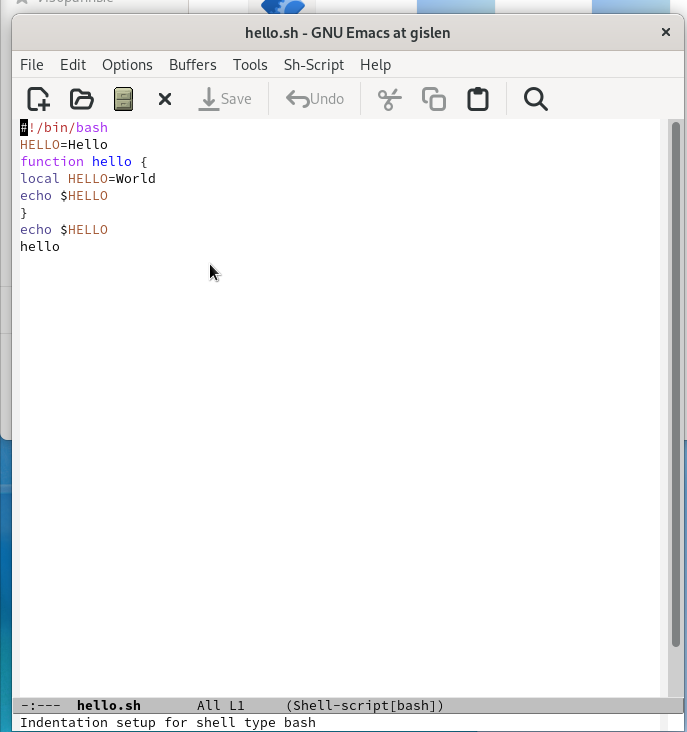 hello.sh - GNU Emacs at gislen
File Edit Options Buffers Tools Sh-Script Help
Save Undo
#!/bin/bash
HELLO=Hello
function hello {
local HELLO=World
echo $HELLO
}
echo $HELLO
hello
-:--- hello.sh All L1 (Shell-script[bash])
Indentation setup for shell type bash